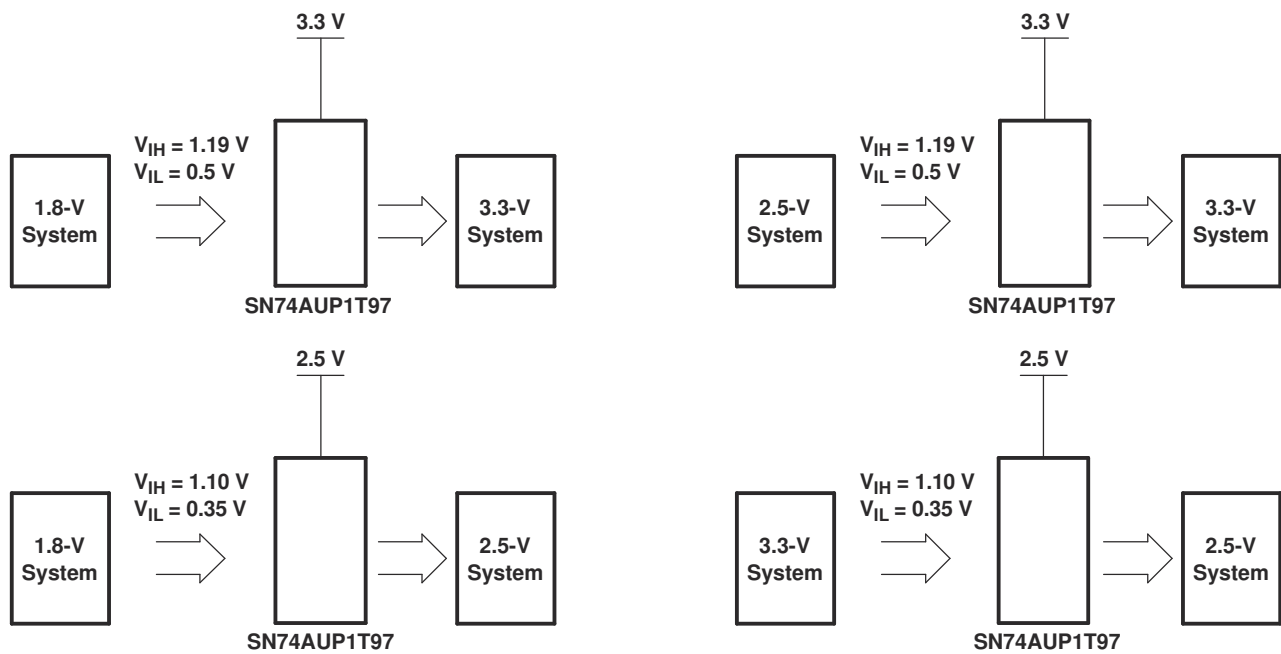 3.3 V
V_IH = 1.19 V
V_IL = 0.5 V
1.8-V
System
3.3-V
System
SN74AUP1T97
3.3 V
V_IH = 1.19 V
V_IL = 0.5 V
2.5-V
System
3.3-V
System
SN74AUP1T97
2.5 V
V_IH = 1.10 V
V_IL = 0.35 V
1.8-V
System
2.5-V
System
SN74AUP1T97
2.5 V
V_IH = 1.10 V
V_IL = 0.35 V
3.3-V
System
2.5-V
System
SN74AUP1T97